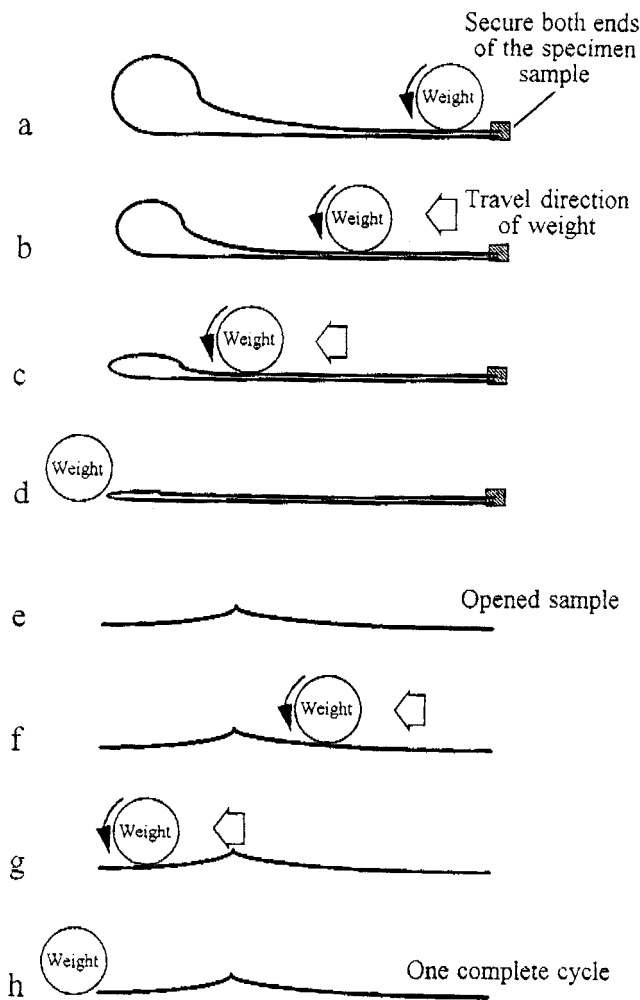 Secure both ends
of the specimen
sample
Weight
a
Weight
Travel direction
of weight
b
Weight
c
Weight
d
Opened sample
e
Weight
f
Weight
g
Weight
One complete cycle
h